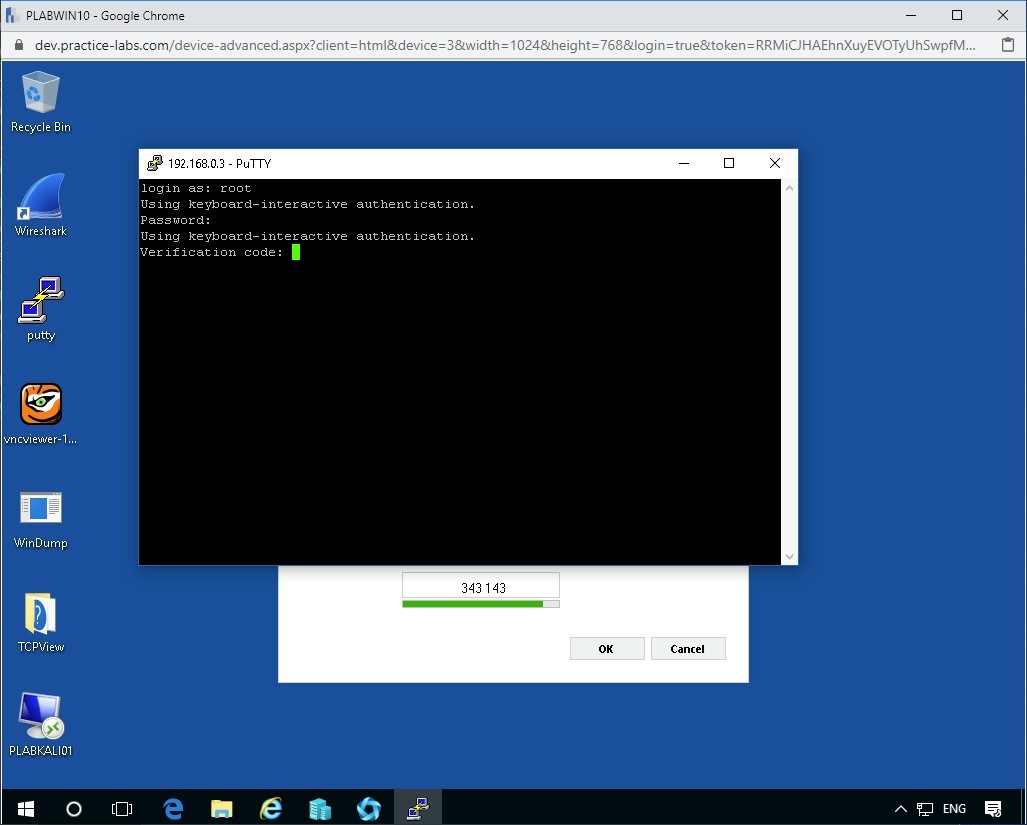 PLABWIN10 - Google Chrome
dev.practice-labs.com/device-advanced.aspx?client=html&device=3&width=1024&height=768&login=true&token=RRMiCJHAEhnXuyEVOTyUhSwpfM...
Recycle Bin
Wireshark
putty
vncviewer-1...
WinDump
TCPView
PLABKALI01
192.168.0.3 - PuTTY
login as: root
Using keyboard-interactive authentication.
Password:
Using keyboard-interactive authentication.
Verification code:
343 143
OK
Cancel
ENG